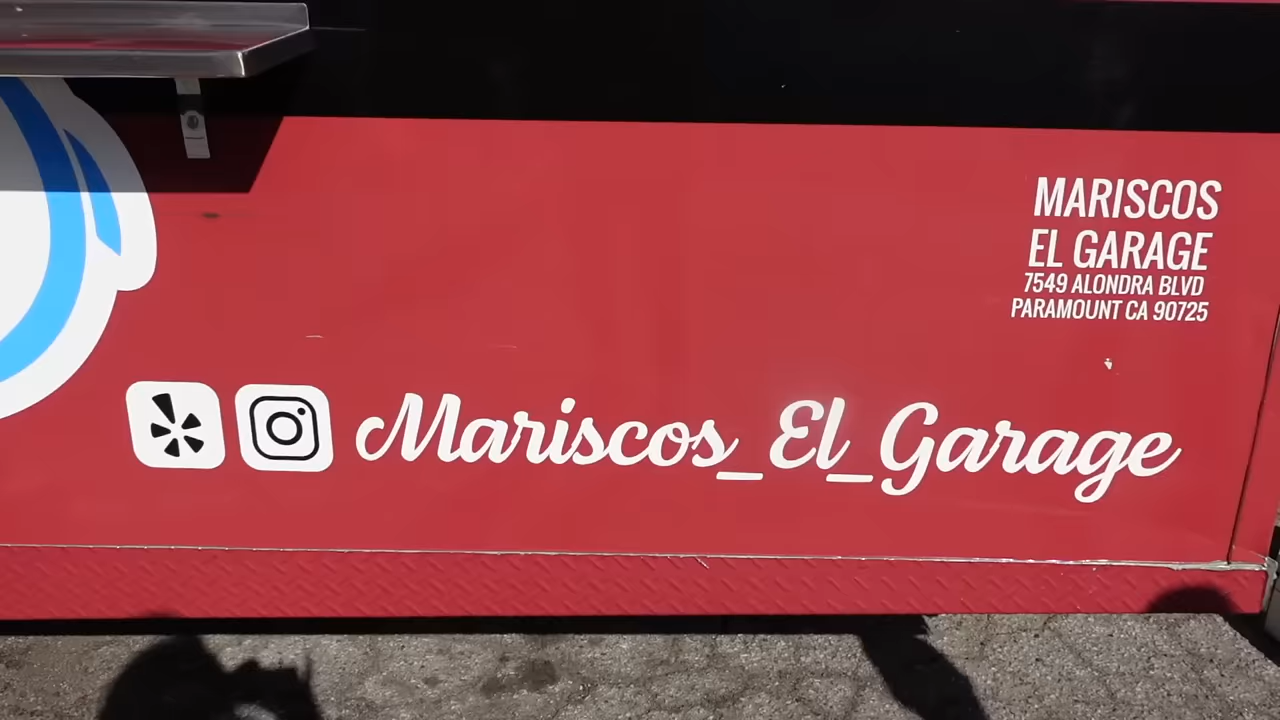 MARISCOS
EL GARAGE
7549 ALONDRA BLVD
PARAMOUNT CA 90725
Mariscos_El_Garage